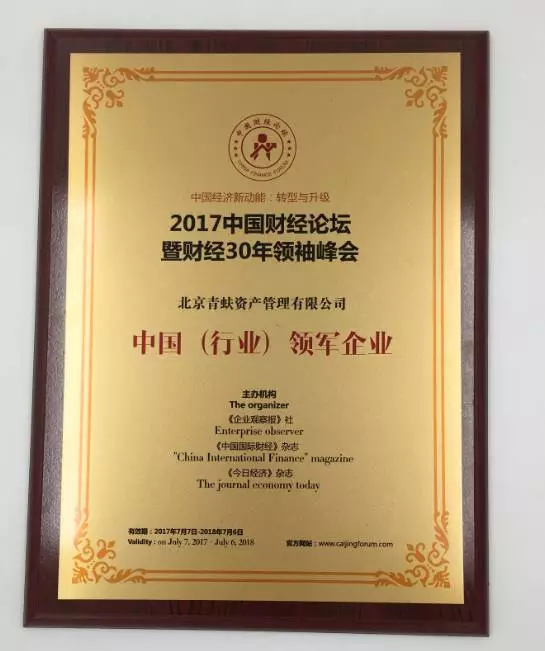 中国财经论坛
CHINA FINANCE FORUM
中国经济新动能：转型与升级
2017中国财经论坛
暨财经30年领袖峰会
北京青蚨资产管理有限公司
中国（行业）领军企业
主办机构
The organizer
《企业观察报》社
Enterprise observer
《中国国际财经》杂志
"China International Finance" magazine
《今日经济》杂志
The journal economy today
有效期：2017年7月7日-2018年7月6日
Validity : on July 7, 2017 - July 6, 2018
官方网站：www.caijingforum.com